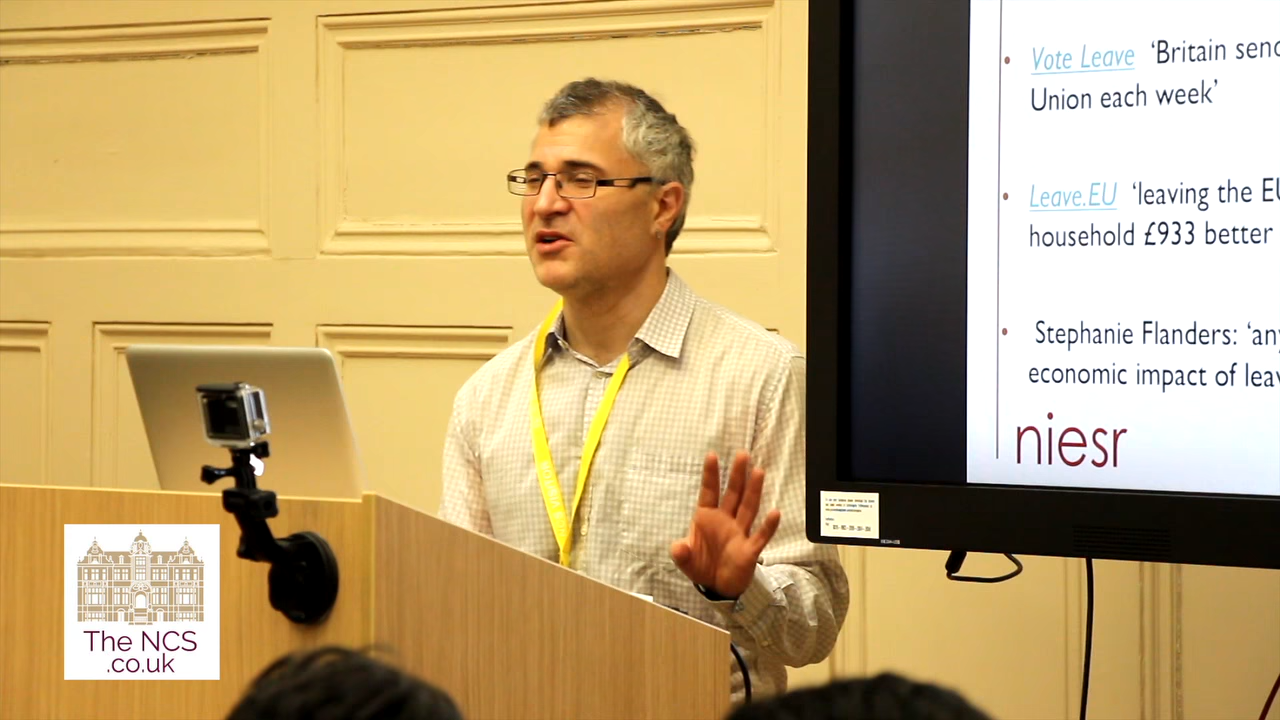 Vote Leave 'Britain send
Union each week'
Leave.EU 'leaving the EU
household £933 better
Stephanie Flanders: 'any
economic impact of leav
niesr
The NCS
.co.uk